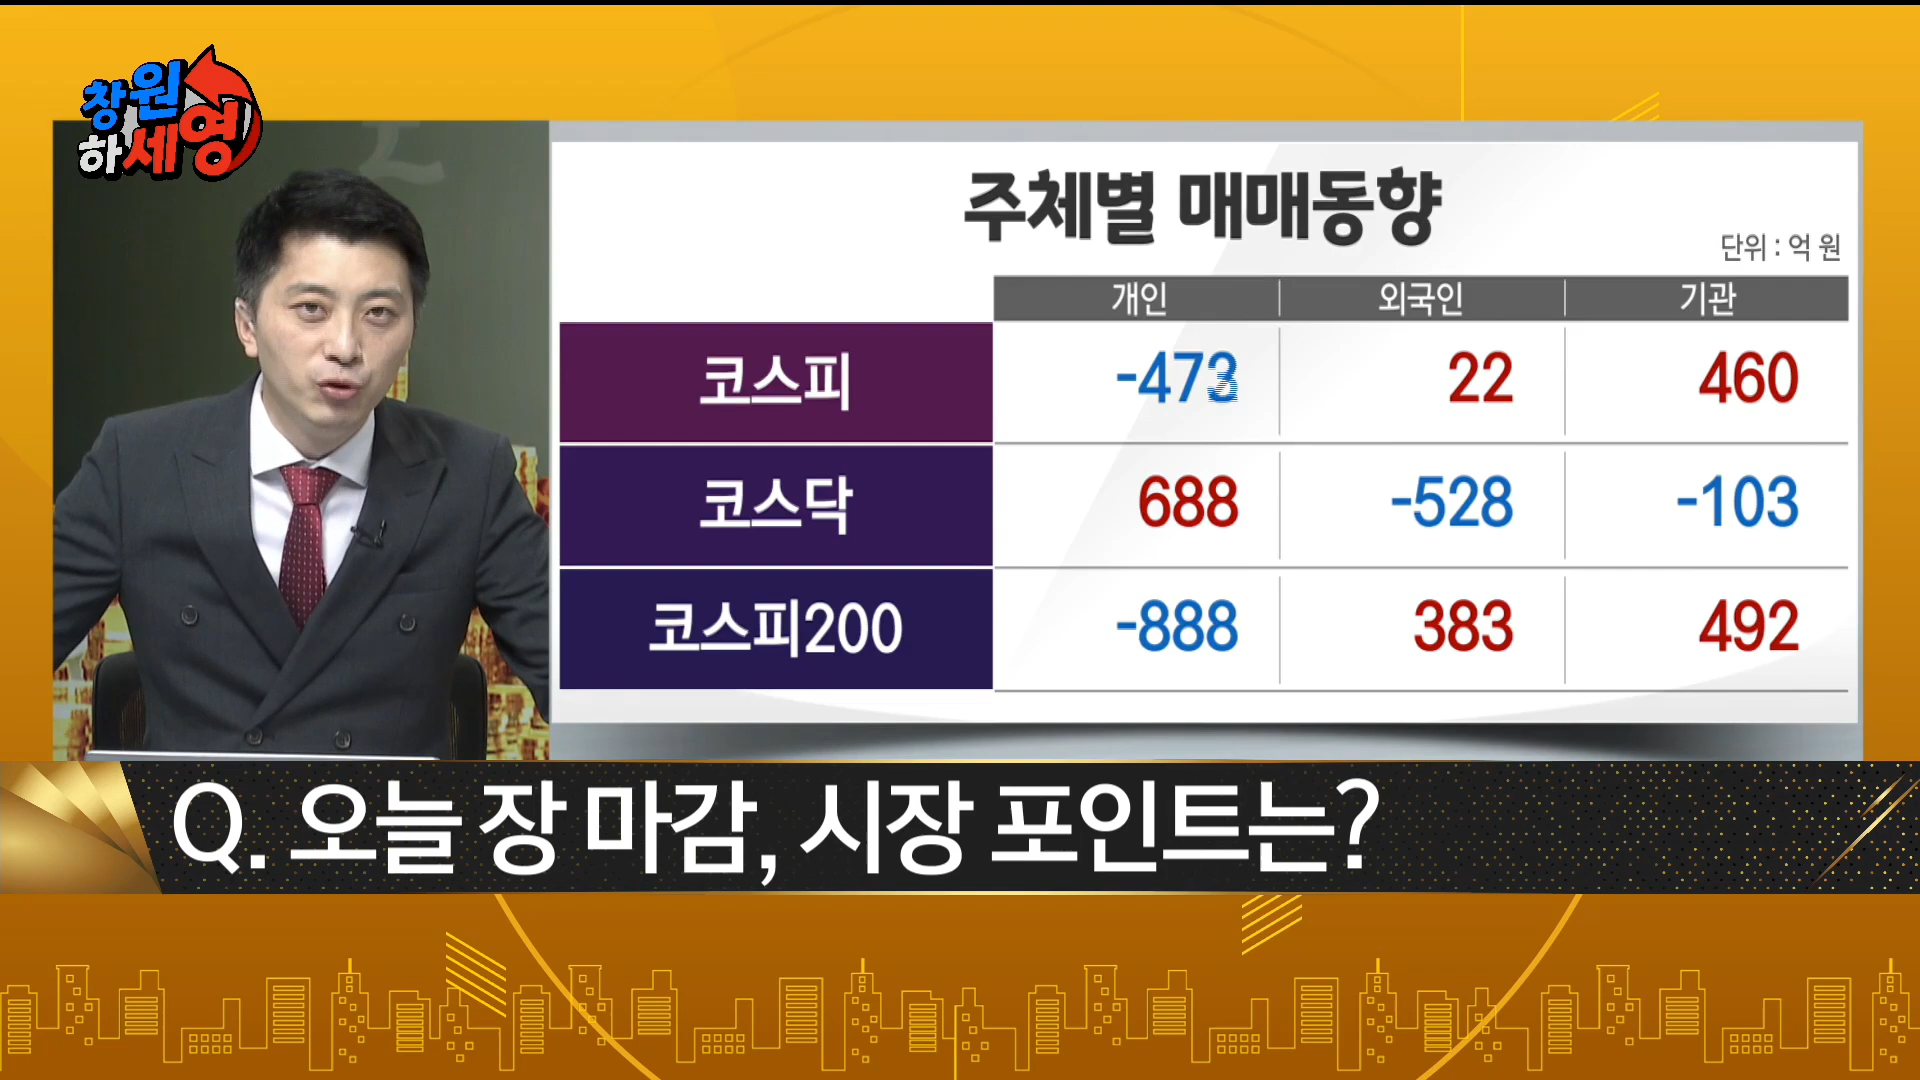 창원
하세영
주체별 매매동향
단위 : 억 원
개인 외국인 기관
코스피 -473 22 460
코스닥 688 -528 -103
코스피200 -888 383 492
Q. 오늘 장 마감, 시장 포인트는?